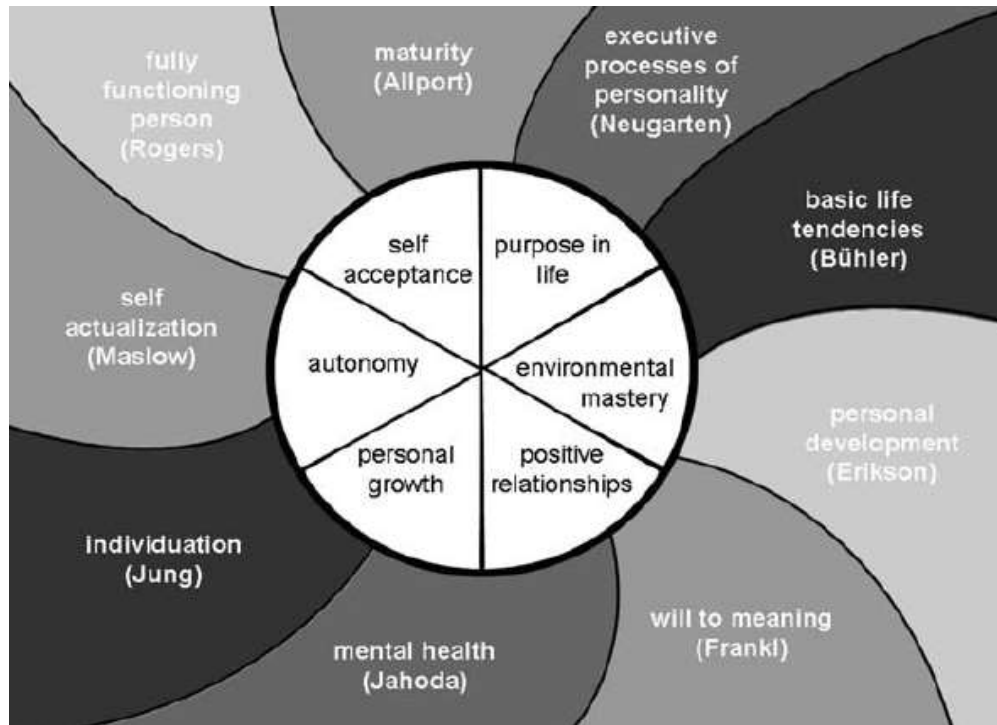 fully
functioning
person
(Rogers)
maturity
(Allport)
executive
processes of
personality
(Neugarten)
basic life
tendencies
(Bühler)
self
actualization
(Maslow)
self
acceptance
purpose in
life
autonomy
environmental
mastery
personal
growth
positive
relationships
personal
development
(Erikson)
individuation
(Jung)
mental health
(Jahoda)
will to meaning
(Frankl)